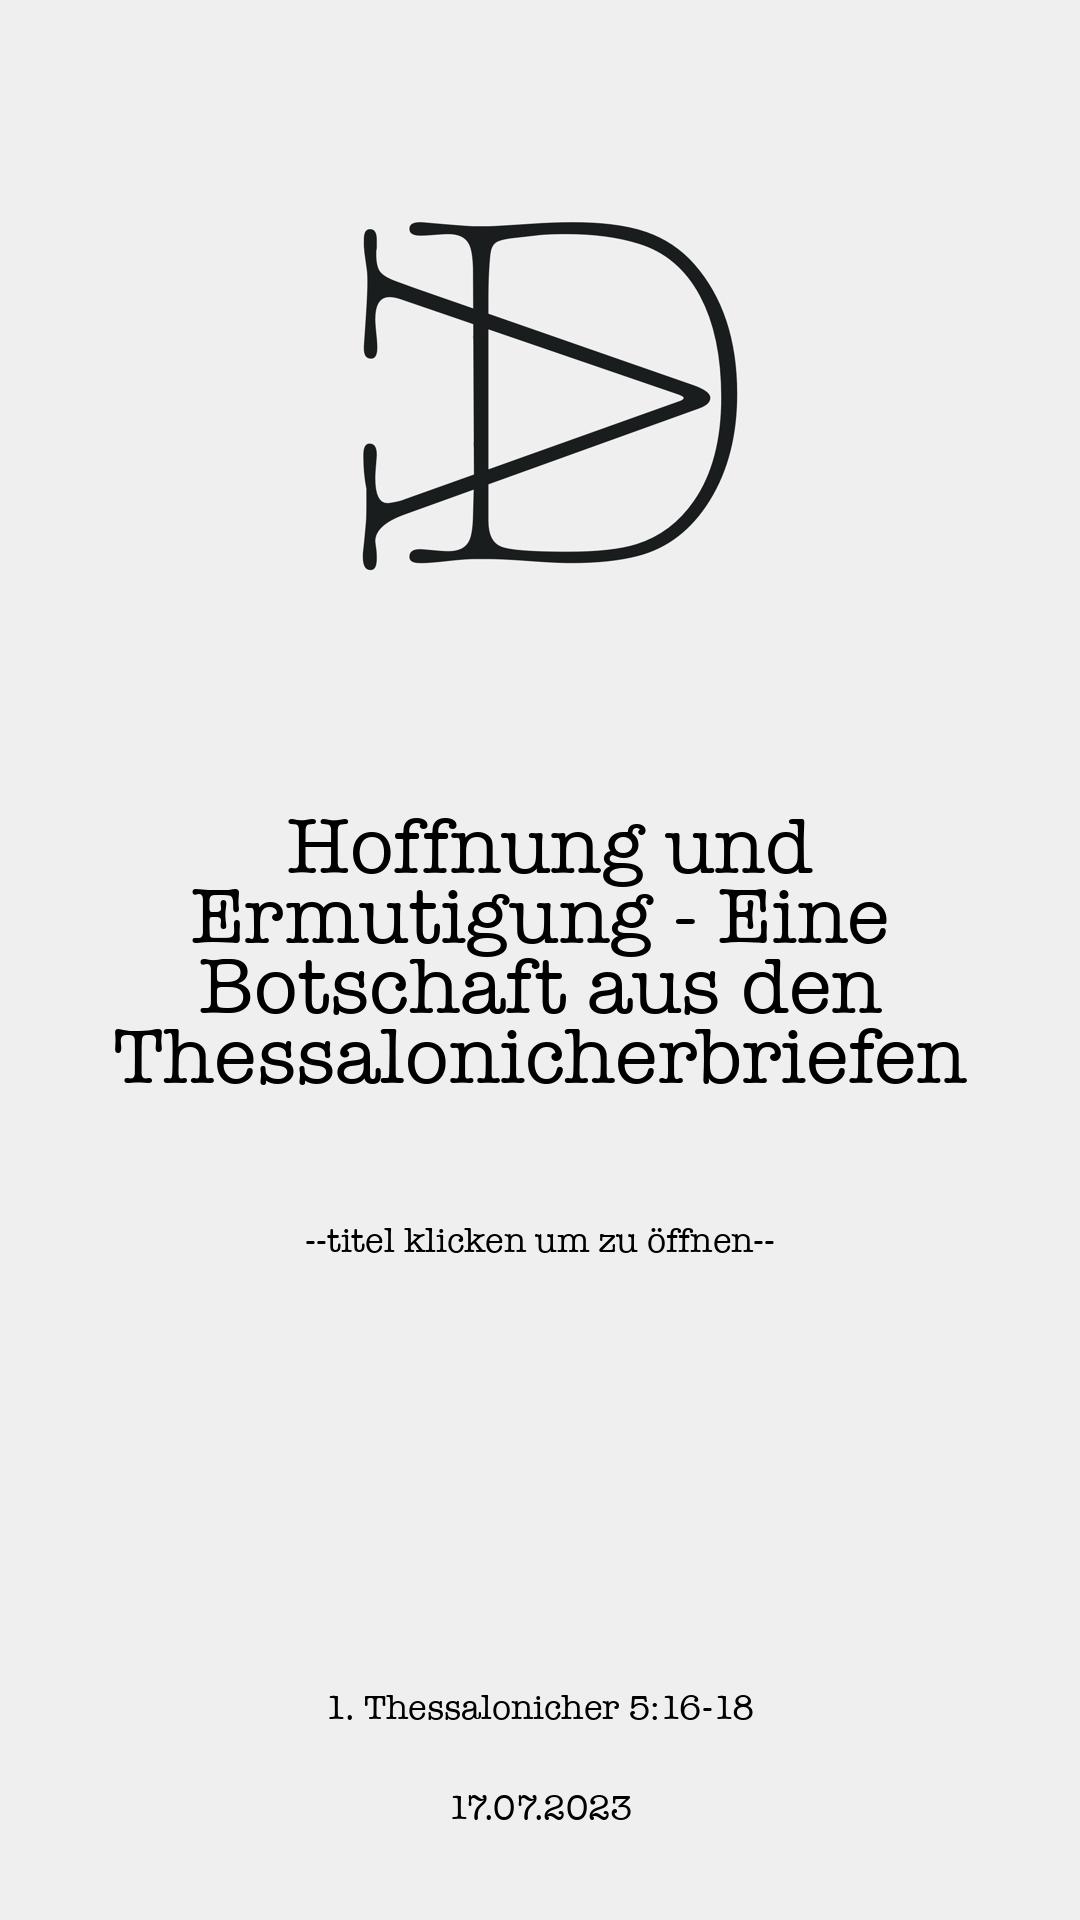 Hoffnung und
Ermutigung - Eine
Botschaft aus den
Thessalonicherbriefen
--titel klicken um zu öffnen--
1. Thessalonicher 5:16-18
17.07.2023